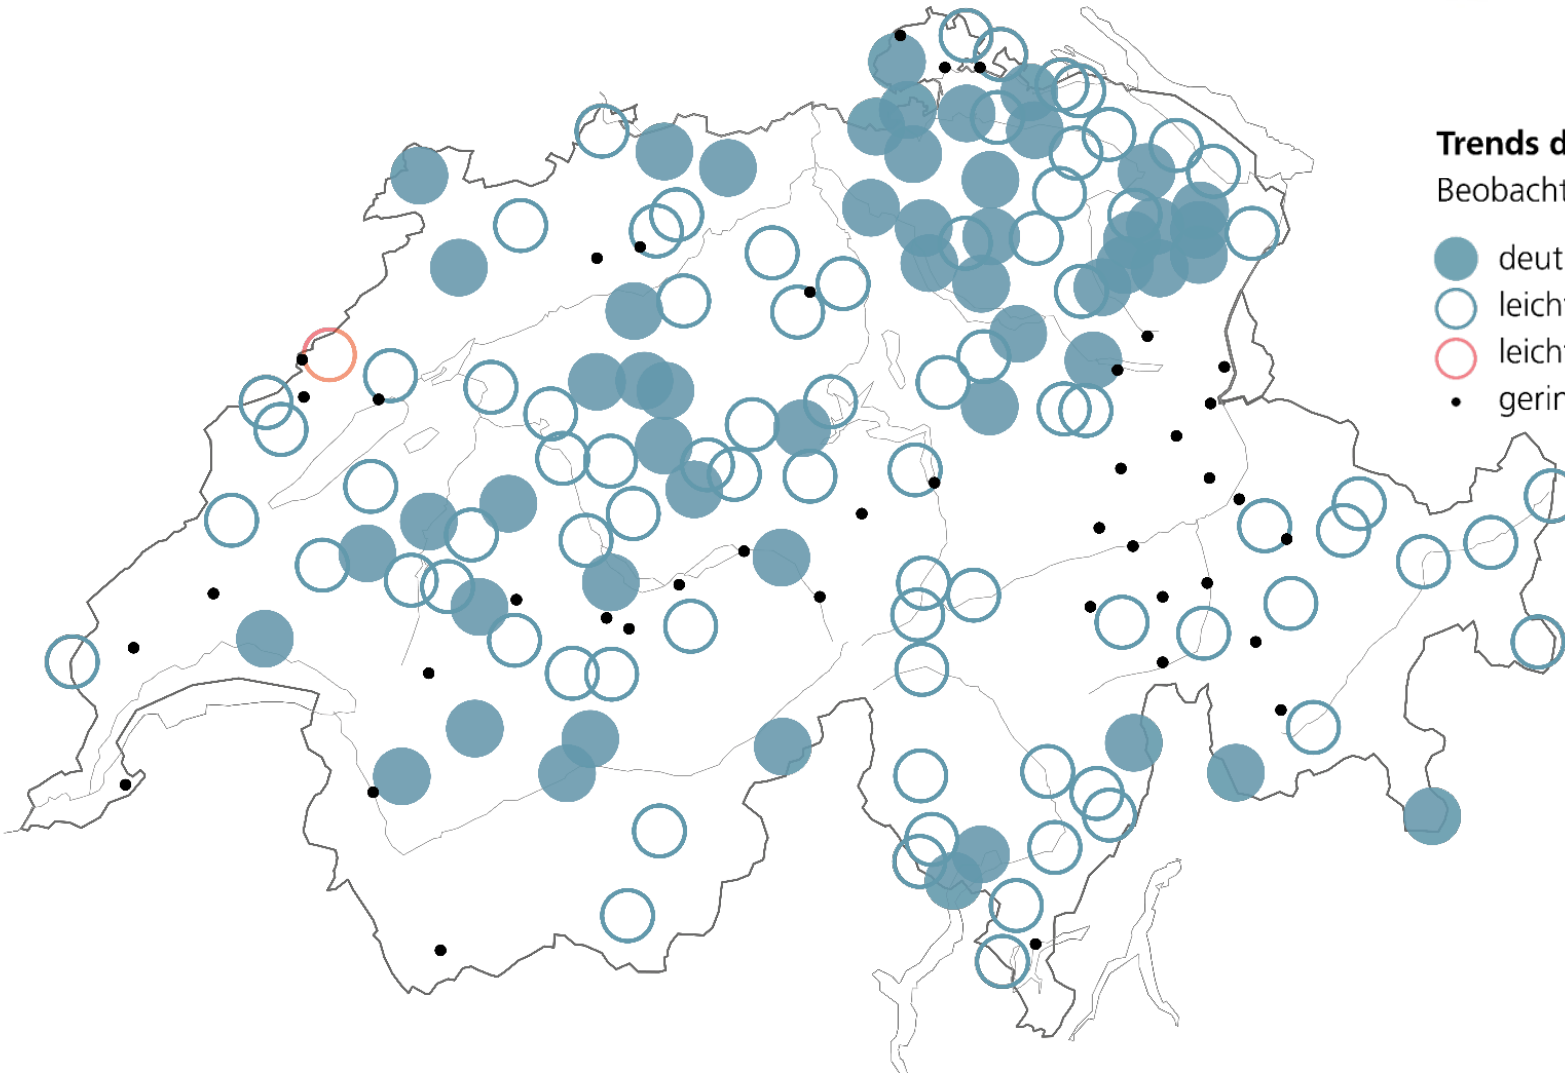 Trends d
Beobacht
deut
leich
leich
gerin